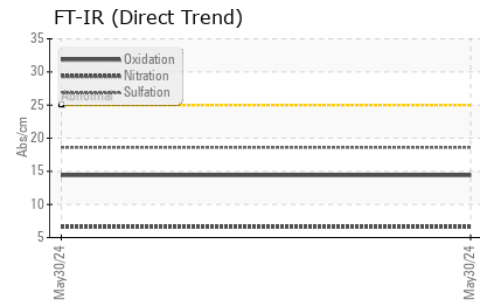 FT-IR (Direct Trend)
35
30
25
20
15
10
5
Abs/cm
Oxidation
Nitration
Sulfation
Abnormal
May30/24
May30/24